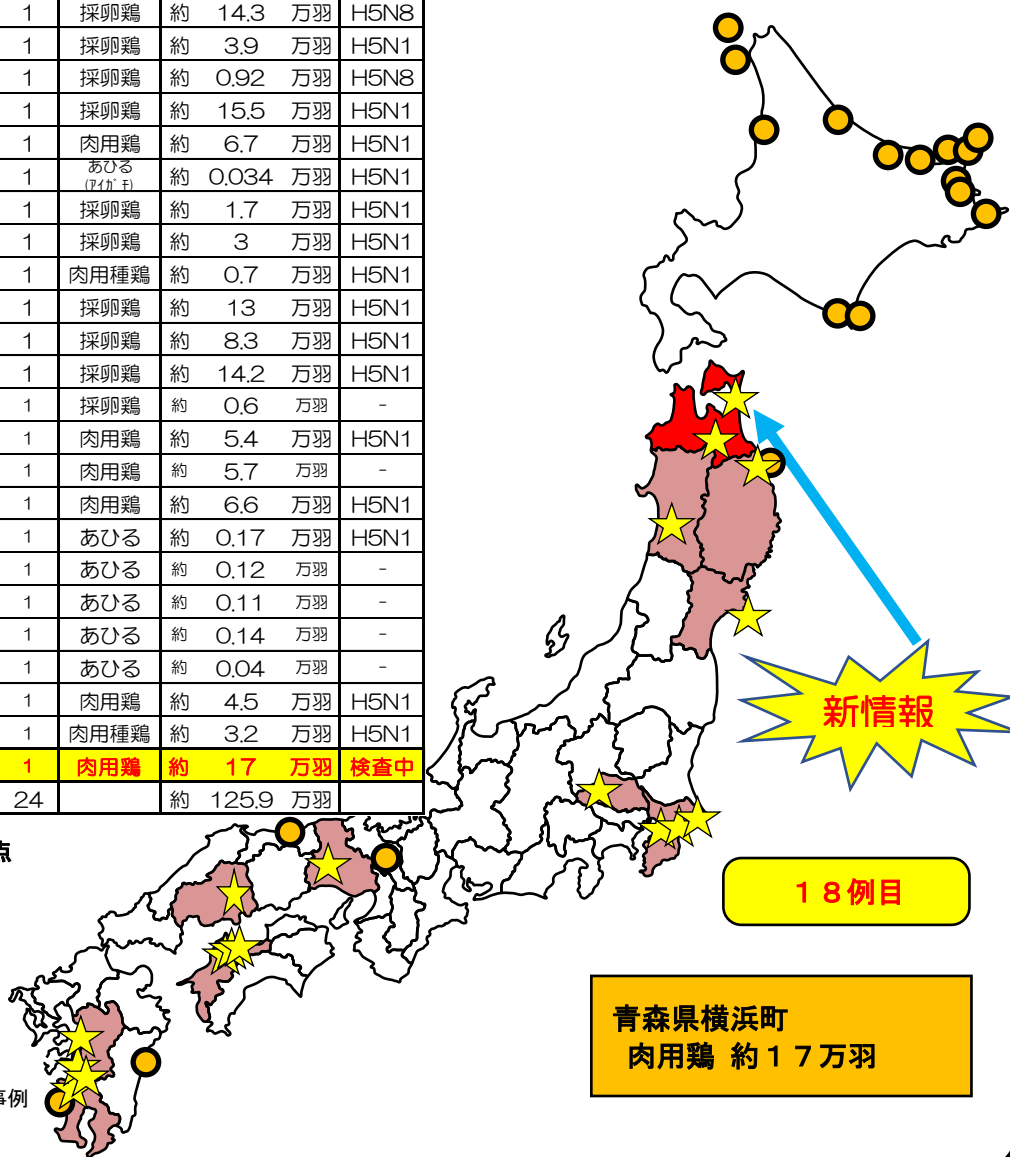 1 採卵鶏 約 14.3 万羽 H5N8
1 採卵鶏 約 3.9 万羽 H5N1
1 採卵鶏 約 0.92 万羽 H5N8
1 採卵鶏 約 15.5 万羽 H5N1
1 肉用鶏 約 6.7 万羽 H5N1
1 あひる (ｱｲｶﾞﾓ) 約 0.034 万羽 H5N1
1 採卵鶏 約 1.7 万羽 H5N1
1 採卵鶏 約 3 万羽 H5N1
1 肉用種鶏 約 0.7 万羽 H5N1
1 採卵鶏 約 13 万羽 H5N1
1 採卵鶏 約 8.3 万羽 H5N1
1 採卵鶏 約 14.2 万羽 H5N1
1 採卵鶏 約 0.6 万羽 -
1 肉用鶏 約 5.4 万羽 H5N1
1 肉用鶏 約 5.7 万羽 -
1 肉用鶏 約 6.6 万羽 H5N1
1 あひる 約 0.17 万羽 H5N1
1 あひる 約 0.12 万羽 -
1 あひる 約 0.11 万羽 -
1 あひる 約 0.14 万羽 -
1 あひる 約 0.04 万羽 -
1 肉用鶏 約 4.5 万羽 H5N1
1 肉用種鶏 約 3.2 万羽 H5N1
1 肉用鶏 約 17 万羽 検査中
24 約 125.9 万羽
新情報
点
１８例目
青森県横浜町
肉用鶏 約１７万羽
事例